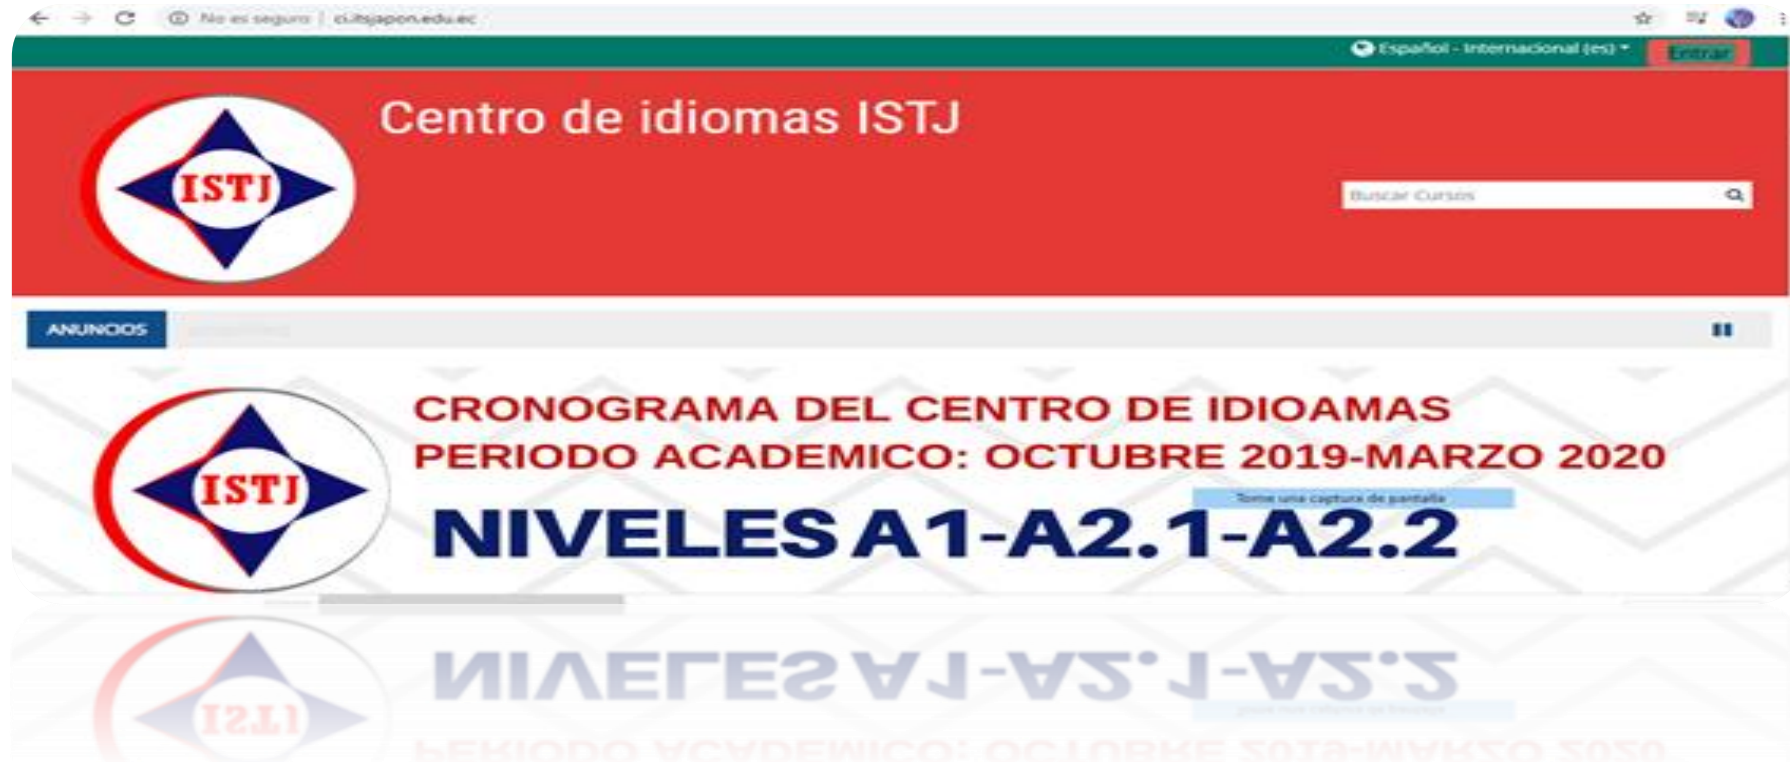 No es seguro | ci.itsjapon.edu.ec
Español - Internacional (es)
Entrar
Centro de idiomas ISTJ
ISTJ
Buscar Cursos
ANUNCIOS
CRONOGRAMA DEL CENTRO DE IDIOAMAS
PERIODO ACADEMICO: OCTUBRE 2019-MARZO 2020
ISTJ
Tome una captura de pantalla
NIVELES A1-A2.1-A2.2